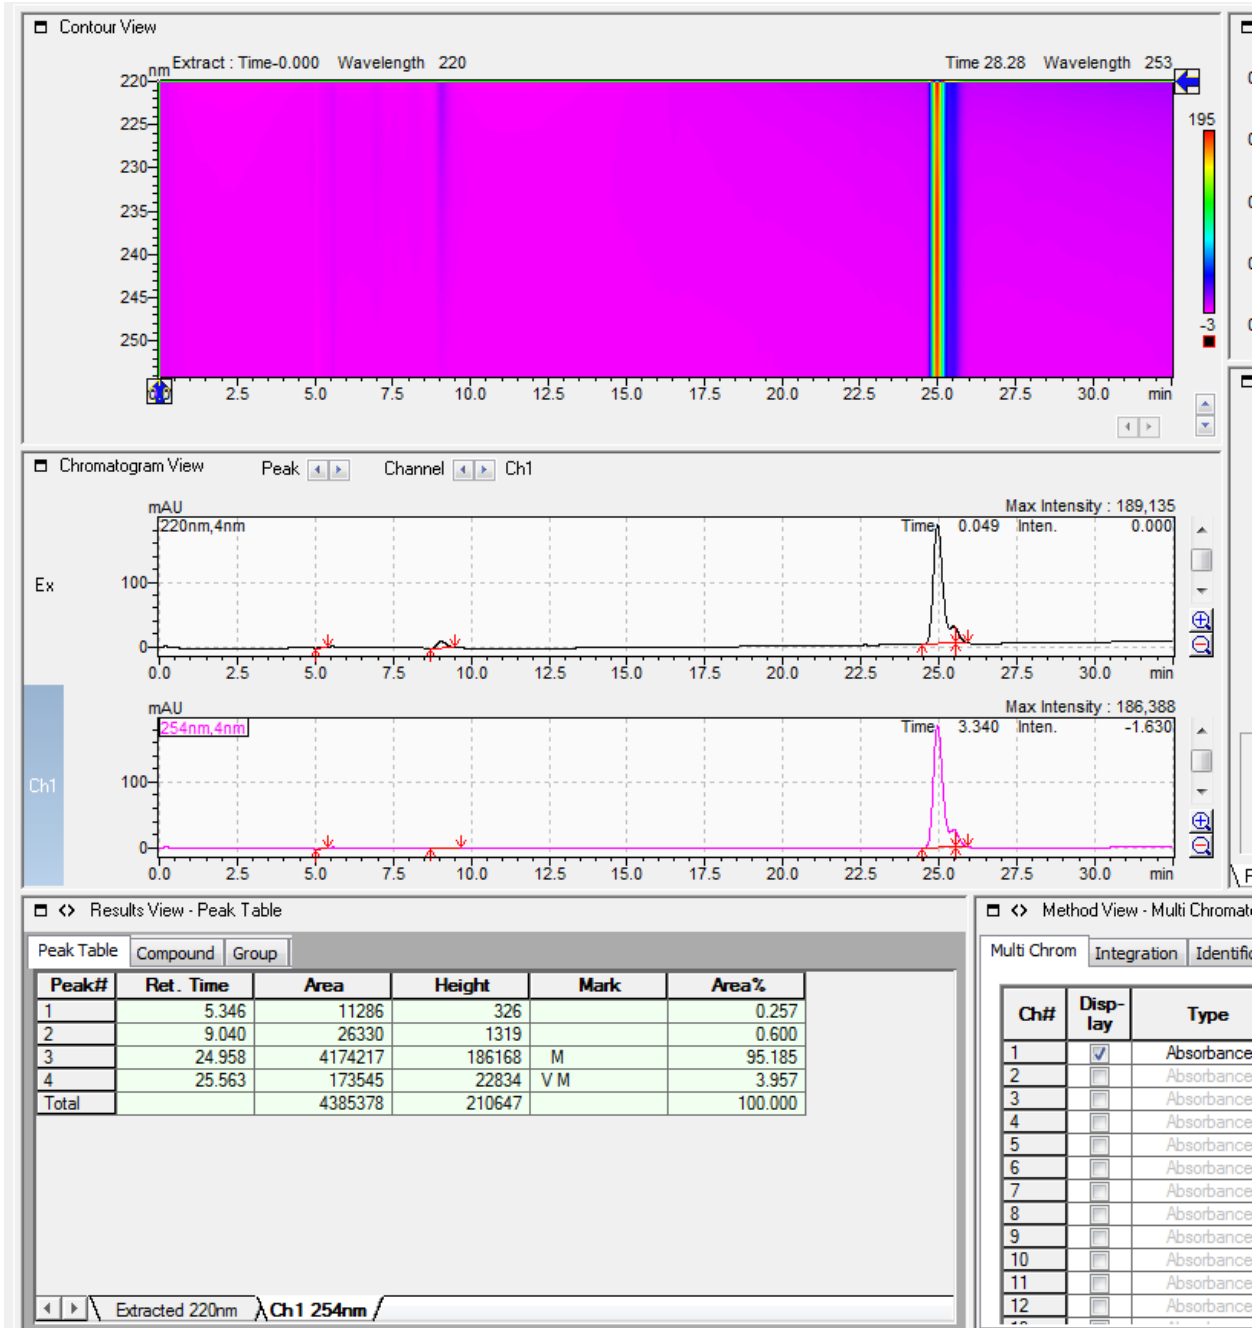 Contour View
nm Extract : Time-0.000 Wavelength 220 Time 28.28 Wavelength 253
220
225
230
235
240
245
250
195
-3
0.0 2.5 5.0 7.5 10.0 12.5 15.0 17.5 20.0 22.5 25.0 27.5 30.0 min
Chromatogram View Peak Channel Ch1
mAU Max Intensity : 189,135
220nm,4nm Time 0.049 Inten. 0.000
Ex
100
0
0.0 2.5 5.0 7.5 10.0 12.5 15.0 17.5 20.0 22.5 25.0 27.5 30.0 min
mAU Max Intensity : 186,388
254nm,4nm Time 3.340 Inten. -1.630
Ch1
100
0
0.0 2.5 5.0 7.5 10.0 12.5 15.0 17.5 20.0 22.5 25.0 27.5 30.0 min
Results View - Peak Table
Peak Table Compound Group
Peak# Ret. Time Area Height Mark Area%
1 5.346 11286 326 0.257
2 9.040 26330 1319 0.600
3 24.958 4174217 186168 M 95.185
4 25.563 173545 22834 V M 3.957
Total 4385378 210647 100.000
Extracted 220nm Ch1 254nm
Method View - Multi Chromat
Multi Chrom Integration Identific
Ch# Disp-lay Type
1 Absorbance
2 Absorbance
3 Absorbance
4 Absorbance
5 Absorbance
6 Absorbance
7 Absorbance
8 Absorbance
9 Absorbance
10 Absorbance
11 Absorbance
12 Absorbance